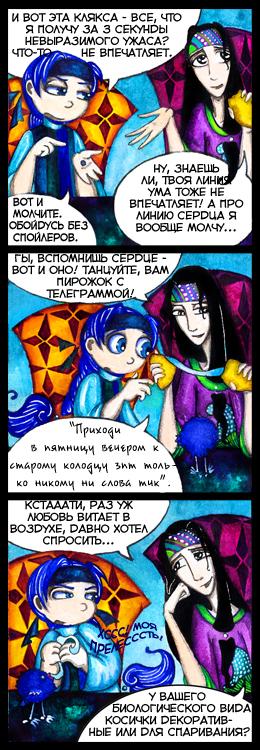 И ВОТ ЭТА КЛЯКСА - ВСЕ, ЧТО
Я ПОЛУЧУ ЗА 3 СЕКУНДЫ
НЕВЫРАЗИМОГО УЖАСА?
ЧТО-ТО НЕ ВПЕЧАТЛЯЕТ.
НУ, ЗНАЕШЬ
ЛИ, ТВОЯ ЛИНИЯ
УМА ТОЖЕ НЕ
ВПЕЧАТЛЯЕТ! А ПРО
ЛИНИЮ СЕРДЦА Я
ВООБЩЕ МОЛЧУ...
ВОТ И
МОЛЧИТЕ.
ОБОЙДУСЬ БЕЗ
СПОЙЛЕРОВ.
ГЫ, ВСПОМНИШЬ СЕРДЦЕ -
ВОТ И ОНО! ТАНЦУЙТЕ, ВАМ
ПИРОЖОК С
ТЕЛЕГРАММОЙ!
"Приходи
в пятницу вечером к
старому колодцу зпт толь-
ко никому ни слова тчк".
КСТАААТИ, РАЗ УЖ
ЛЮБОВЬ ВИТАЕТ В
ВОЗДУХЕ, ДАВНО ХОТЕЛ
СПРОСИТЬ...
ХССС! МОЯ
ПРЕЛЕСССТЬ!
У ВАШЕГО
БИОЛОГИЧЕСКОГО ВИДА
КОСИЧКИ ДЕКОРАТИВ-
НЫЕ ИЛИ ДЛЯ СПАРИВАНИЯ?